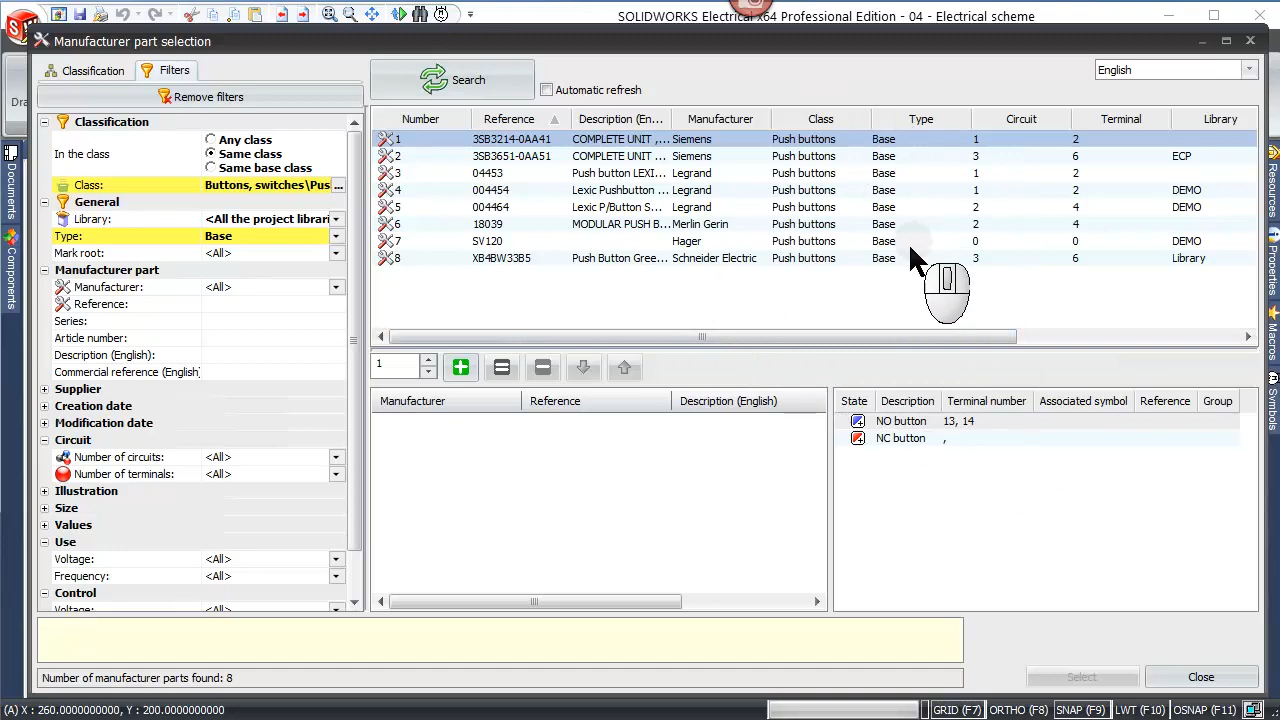 SOLIDWORKS Electrical x64 Professional Edition - 04 - Electrical scheme
Manufacturer part selection
Classification Filters
Remove filters
Search
Automatic refresh
English
Classification
In the class
Any class
Same class
Same base class
Class: Buttons, switches\Pus ...
General
Library: <All the project librari
Type: Base
Mark root: <All>
Manufacturer part
Manufacturer: <All>
Reference:
Series:
Article number:
Description (English):
Commercial reference (English)
Supplier
Creation date
Modification date
Circuit
Number of circuits: <All>
Number of terminals: <All>
Illustration
Size
Values
Use
Voltage: <All>
Frequency: <All>
Control
Voltage: <All>
Number Reference Description (En... Manufacturer Class Type Circuit Terminal Library
1 3SB3214-0AA41 COMPLETE UNIT ,... Siemens Push buttons Base 1 2
2 3SB3651-0AA51 COMPLETE UNIT ... Siemens Push buttons Base 3 6 ECP
3 04453 Push button LEXI... Legrand Push buttons Base 1 2
4 004454 Lexic Pushbutton ... Legrand Push buttons Base 1 2 DEMO
5 004464 Lexic P/Button S... Legrand Push buttons Base 2 4 DEMO
6 18039 MODULAR PUSH B... Merlin Gerin Push buttons Base 2 4
7 SV120 Hager Push buttons Base 0 0 DEMO
8 XB4BW33B5 Push Button Gree... Schneider Electric Push buttons Base 3 6 Library
1
Manufacturer Reference Description (English)
State Description Terminal number Associated symbol Reference Group
NO button 13, 14
NC button ,
Number of manufacturer parts found: 8
Select Close
(A) X : 260.0000000000, Y : 200.0000000000
GRID (F7) ORTHO (F8) SNAP (F9) LWT (F10) OSNAP (F11)
Dra
Documents
Components
Resources
Properties
Macros
Symbols